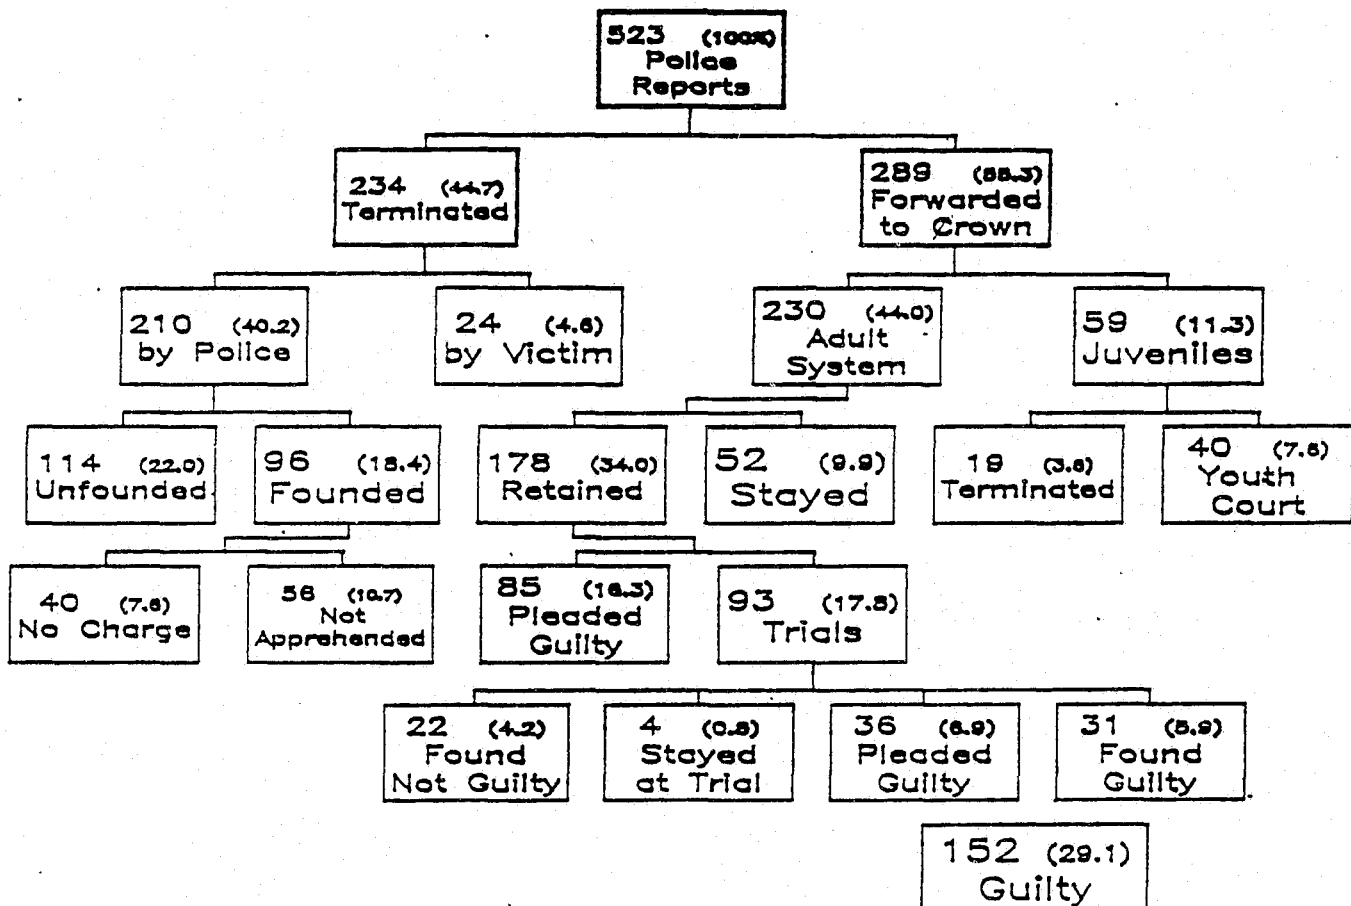 523 (100%)
Police
Reports
234 (44.7)
Terminated
289 (55.3)
Forwarded
to Crown
210 (40.2)
by Police
24 (4.6)
by Victim
230 (44.0)
Adult
System
59 (11.3)
Juveniles
114 (22.0)
Unfounded
96 (18.4)
Founded
178 (34.0)
Retained
52 (9.9)
Stayed
19 (3.6)
Terminated
40 (7.6)
Youth
Court
40 (7.6)
No Charge
56 (10.7)
Not
Apprehended
85 (16.3)
Pleaded
Guilty
93 (17.8)
Trials
22 (4.2)
Found
Not Guilty
4 (0.8)
Stayed
at Trial
36 (6.9)
Pleaded
Guilty
31 (5.9)
Found
Guilty
152 (29.1)
Guilty